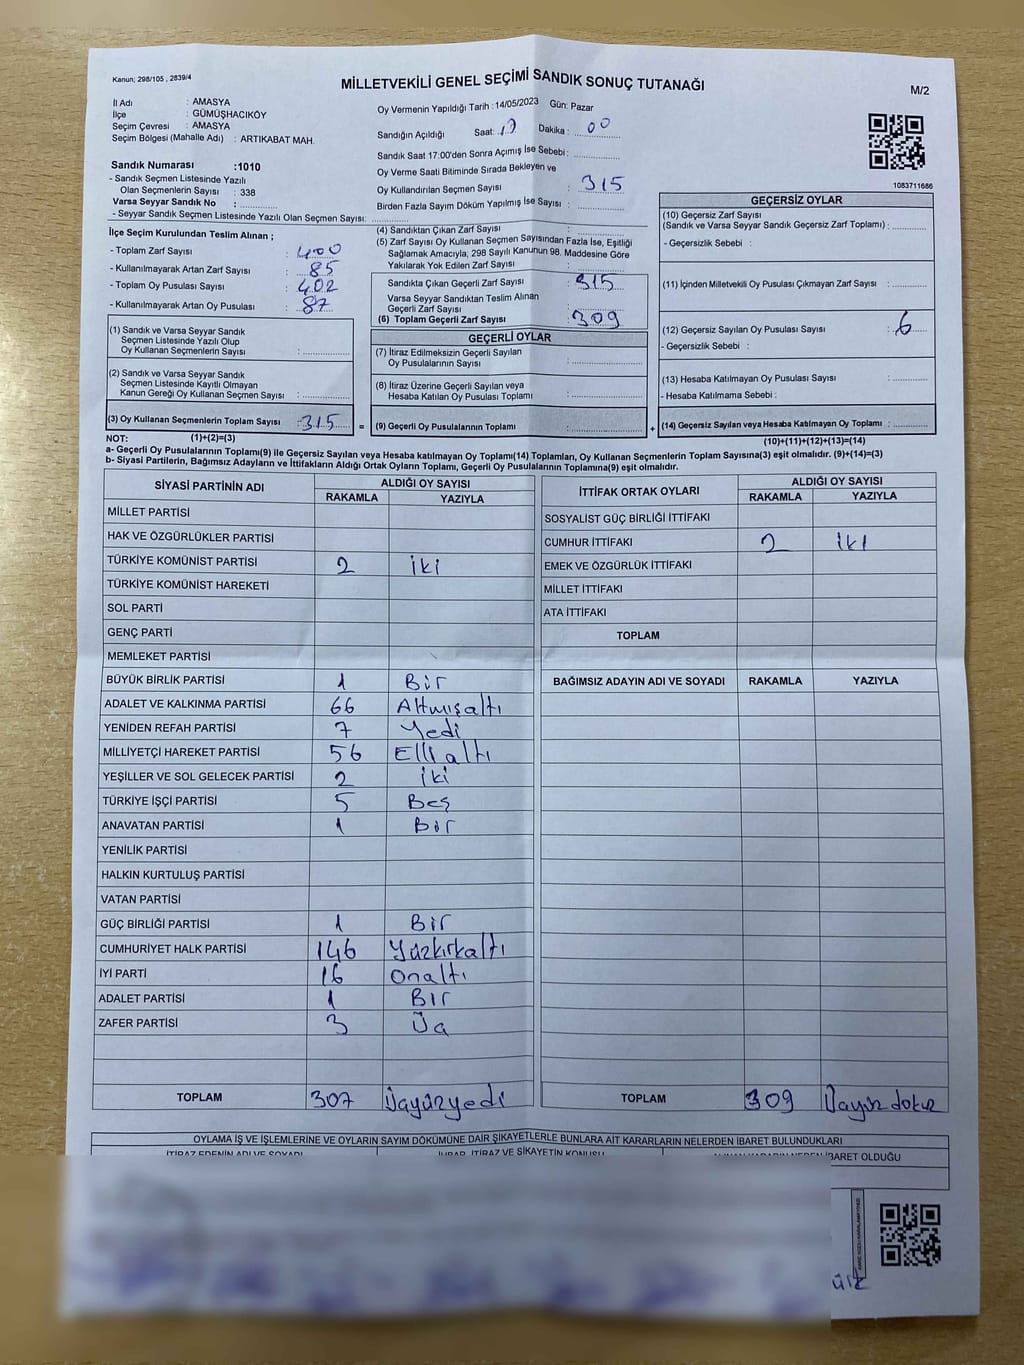 Kanun; 298/105 , 2839/4
MİLLETVEKİLİ GENEL SEÇİMİ SANDIK SONUÇ TUTANAĞI
M/2
İl Adı : AMASYA
İlçe : GÜMÜŞHACIKÖY
Seçim Çevresi : AMASYA
Seçim Bölgesi (Mahalle Adı) : ARTIKABAT MAH.
Oy Vermenin Yapıldığı Tarih : 14/05/2023 Gün: Pazar
Sandığın Açıldığı Saat: 17 Dakika : 00
Sandık Saat 17:00'den Sonra Açımış İse Sebebi:
Oy Verme Saati Bitiminde Sırada Bekleyen ve
Oy Kullandırılan Seçmen Sayısı : 315
Birden Fazla Sayım Döküm Yapılmış İse Sayısı :
1083711686
Sandık Numarası :1010
- Sandık Seçmen Listesinde Yazılı
Olan Seçmenlerin Sayısı : 338
Varsa Seyyar Sandık No :
- Seyyar Sandık Seçmen Listesinde Yazılı Olan Seçmen Sayısı:
İlçe Seçim Kurulundan Teslim Alınan ;
- Toplam Zarf Sayısı : 400
- Kullanılmayarak Artan Zarf Sayısı : 85
- Toplam Oy Pusulası Sayısı : 402
- Kullanılmayarak Artan Oy Pusulası : 87
(1) Sandık ve Varsa Seyyar Sandık
Seçmen Listesinde Yazılı Olup
Oy Kullanan Seçmenlerin Sayısı :
(2) Sandık ve Varsa Seyyar Sandık
Seçmen Listesinde Kayıtlı Olmayan
Kanun Gereği Oy Kullanan Seçmen Sayısı :
(3) Oy Kullanan Seçmenlerin Toplam Sayısı : 315 =
(4) Sandıktan Çıkan Zarf Sayısı :
(5) Zarf Sayısı Oy Kullanan Seçmen Sayısından Fazla İse, Eşitliği
Sağlamak Amacıyla, 298 Sayılı Kanunun 98. Maddesine Göre
Yakılarak Yok Edilen Zarf Sayısı :
Sandıkta Çıkan Geçerli Zarf Sayısı : 315
Varsa Seyyar Sandıktan Teslim Alınan
Geçerli Zarf Sayısı :
(6) Toplam Geçerli Zarf Sayısı : 309
GEÇERLİ OYLAR
(7) İtiraz Edilmeksizin Geçerli Sayılan
Oy Pusulalarının Sayısı :
(8) İtiraz Üzerine Geçerli Sayılan veya
Hesaba Katılan Oy Pusulası Toplamı :
(9) Geçerli Oy Pusulalarının Toplamı : +
GEÇERSİZ OYLAR
(10) Geçersiz Zarf Sayısı
(Sandık ve Varsa Seyyar Sandık Geçersiz Zarf Toplamı) :
- Geçersizlik Sebebi :
(11) İçinden Milletvekili Oy Pusulası Çıkmayan Zarf Sayısı :
(12) Geçersiz Sayılan Oy Pusulası Sayısı : 6
- Geçersizlik Sebebi :
(13) Hesaba Katılmayan Oy Pusulası Sayısı :
- Hesaba Katılmama Sebebi :
(14) Geçersiz Sayılan veya Hesaba Katılmayan Oy Toplamı :
NOT: (1)+(2)=(3) (10)+(11)+(12)+(13)=(14)
a- Geçerli Oy Pusulasının Toplamı(9) ile Geçersiz Sayılan veya Hesaba katılmayan Oy Toplamı(14) Toplamları, Oy Kullanan Seçmenlerin Toplam Sayısına(3) eşit olmalıdır. (9)+(14)=(3)
b- Siyasi Partilerin, Bağımsız Adayların ve İttifakların Aldığı Ortak Oyların Toplamı, Geçerli Oy Pusulalarının Toplamına(9) eşit olmalıdır.
SİYASİ PARTİNİN ADI ALDIĞI OY SAYISI
RAKAMLA YAZIYLA
MİLLET PARTİSİ
HAK VE ÖZGÜRLÜKLER PARTİSİ
TÜRKİYE KOMÜNİST PARTİSİ 2 iki
TÜRKİYE KOMÜNİST HAREKETİ
SOL PARTİ
GENÇ PARTİ
MEMLEKET PARTİSİ
BÜYÜK BİRLİK PARTİSİ 1 Bir
ADALET VE KALKINMA PARTİSİ 66 Altmışaltı
YENİDEN REFAH PARTİSİ 7 Yedi
MİLLİYETÇİ HAREKET PARTİSİ 56 Elli altı
YEŞİLLER VE SOL GELECEK PARTİSİ 2 iki
TÜRKİYE İŞÇİ PARTİSİ 5 Beş
ANAVATAN PARTİSİ 1 Bir
YENİLİK PARTİSİ
HALKIN KURTULUŞ PARTİSİ
VATAN PARTİSİ
GÜÇ BİRLİĞİ PARTİSİ 1 Bir
CUMHURİYET HALK PARTİSİ 146 Yüzkırkaltı
İYİ PARTİ 16 Onaltı
ADALET PARTİSİ 1 Bir
ZAFER PARTİSİ 3 Üç
TOPLAM 307 Üçyüzyedi
İTTİFAK ORTAK OYLARI ALDIĞI OY SAYISI
RAKAMLA YAZIYLA
SOSYALİST GÜÇ BİRLİĞİ İTTİFAKI
CUMHUR İTTİFAKI 2 iki
EMEK VE ÖZGÜRLÜK İTTİFAKI
MİLLET İTTİFAKI
ATA İTTİFAKI
TOPLAM
BAĞIMSIZ ADAYIN ADI VE SOYADI RAKAMLA YAZIYLA
TOPLAM 309 Üçyüz dokuz
OYLAMA İŞ VE İŞLEMLERİNE VE OYLARIN SAYIM DÖKÜMÜNE DAİR ŞİKAYETLERLE BUNLARA AİT KARARLARIN NELERDEN İBARET BULUNDUKLARI
İTİRAZ EDENİN ADI VE SOYADI İHBAR, İTİRAZ VE ŞİKAYETİN KONUSU NEDEN İBARET OLDUĞU